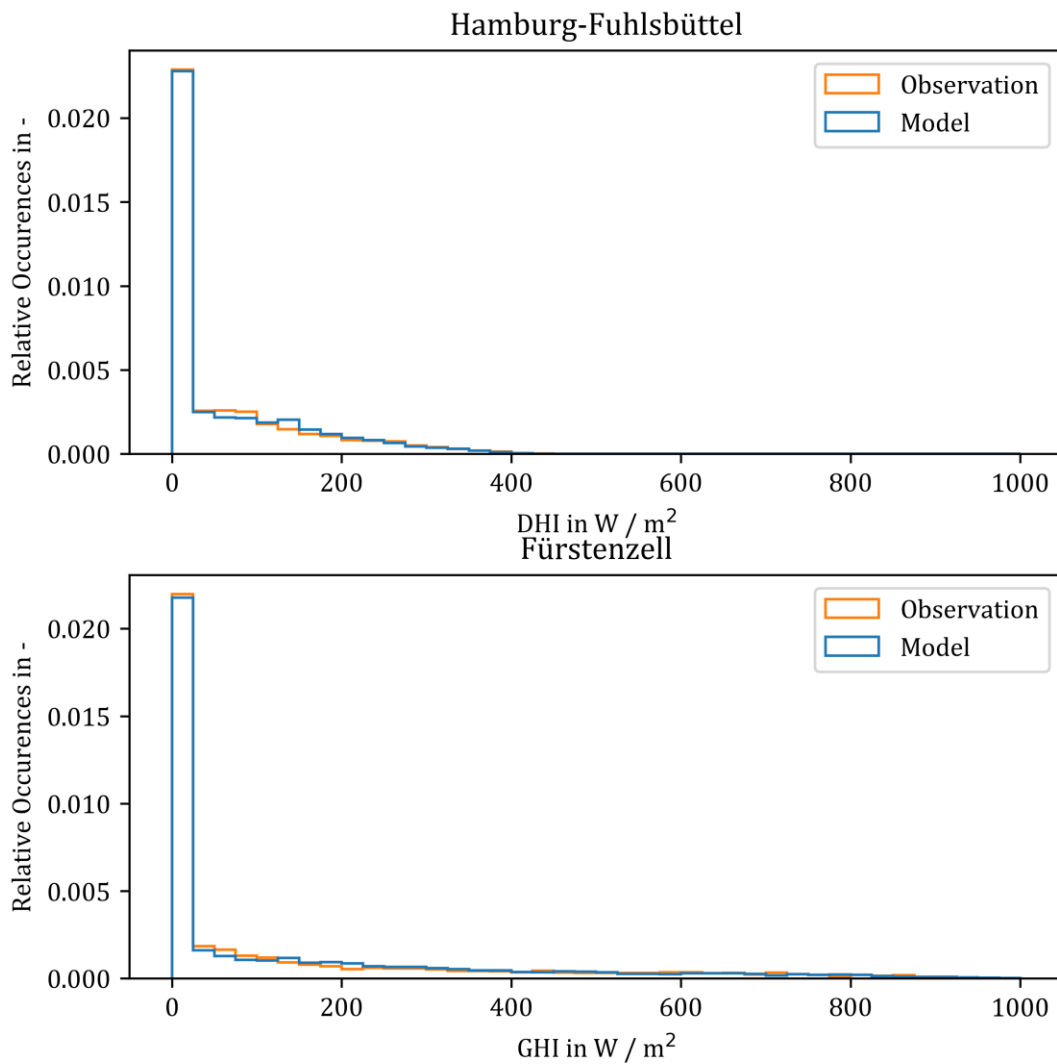 Hamburg-Fuhlsbüttel
Observation
Model
Relative Occurences in -
0.020
0.015
0.010
0.005
0.000
0 200 400 600 800 1000
DHI in W / m²
Fürstenzell
Observation
Model
Relative Occurences in -
0.020
0.015
0.010
0.005
0.000
0 200 400 600 800 1000
GHI in W / m²